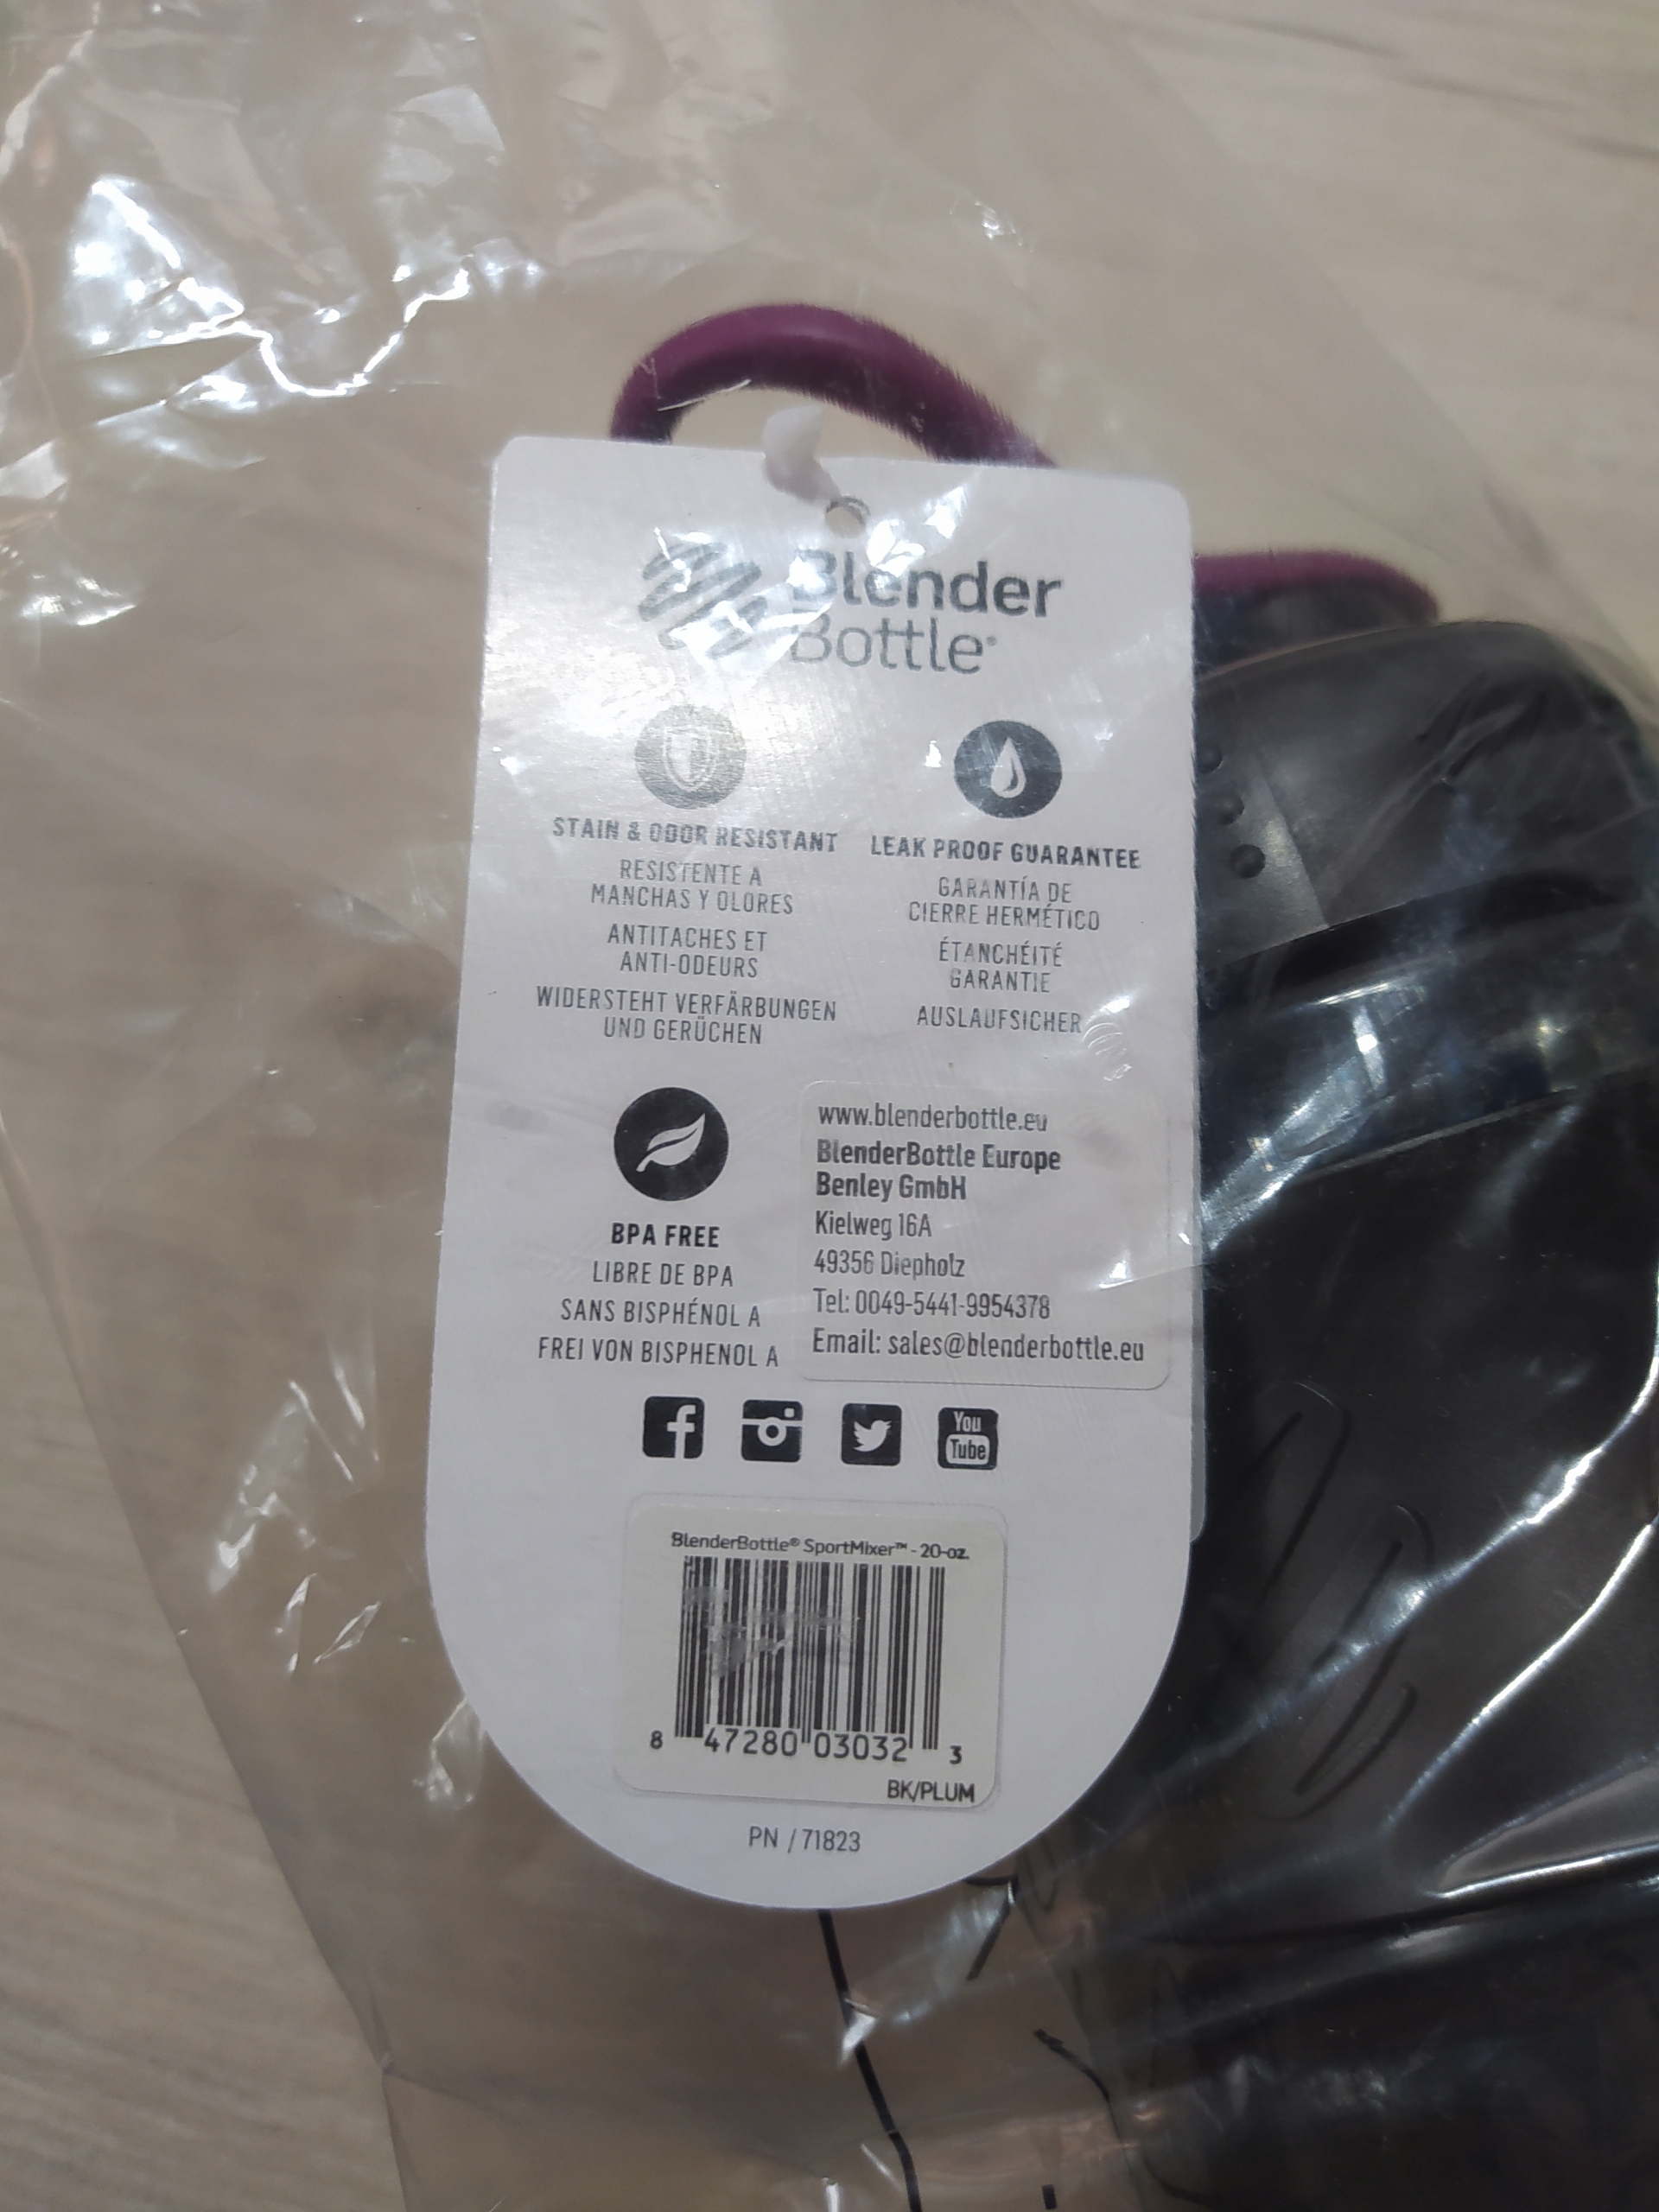 Blender
Bottle®
STAIN & ODOR RESISTANT
RESISTENTE A
MANCHAS Y OLORES
ANTITACHES ET
ANTI-ODEURS
WIDERSTEHT VERFÄRBUNGEN
UND GERÜCHEN
LEAK PROOF GUARANTEE
GARANTÍA DE
CIERRE HERMÉTICO
ÉTANCHÉITÉ
GARANTIE
AUSLAUFSICHER
BPA FREE
LIBRE DE BPA
SANS BISPHÉNOL A
FREI VON BISPHENOL A
www.blenderbottle.eu
BlenderBottle Europe
Benley GmbH
Kielweg 16A
49356 Diepholz
Tel: 0049-5441-9954378
Email: sales@blenderbottle.eu
You
Tube
BlenderBottle® SportMixer™ - 20-oz.
8 47280 03032 3
BK/PLUM
PN / 71823